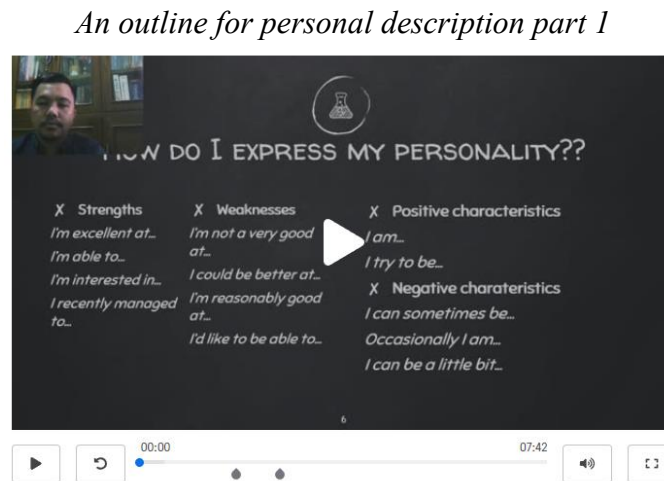 An outline for personal description part 1
HOW DO I EXPRESS MY PERSONALITY??
X Strengths
I'm excellent at...
I'm able to...
I'm interested in...
I recently managed
to...
X Weaknesses
I'm not a very good
at...
I could be better at...
I'm reasonably good
at...
I'd like to be able to...
X Positive characteristics
I am...
I try to be...
X Negative charateristics
I can sometimes be...
Occasionally I am...
I can be a little bit...
6
00:00
07:42